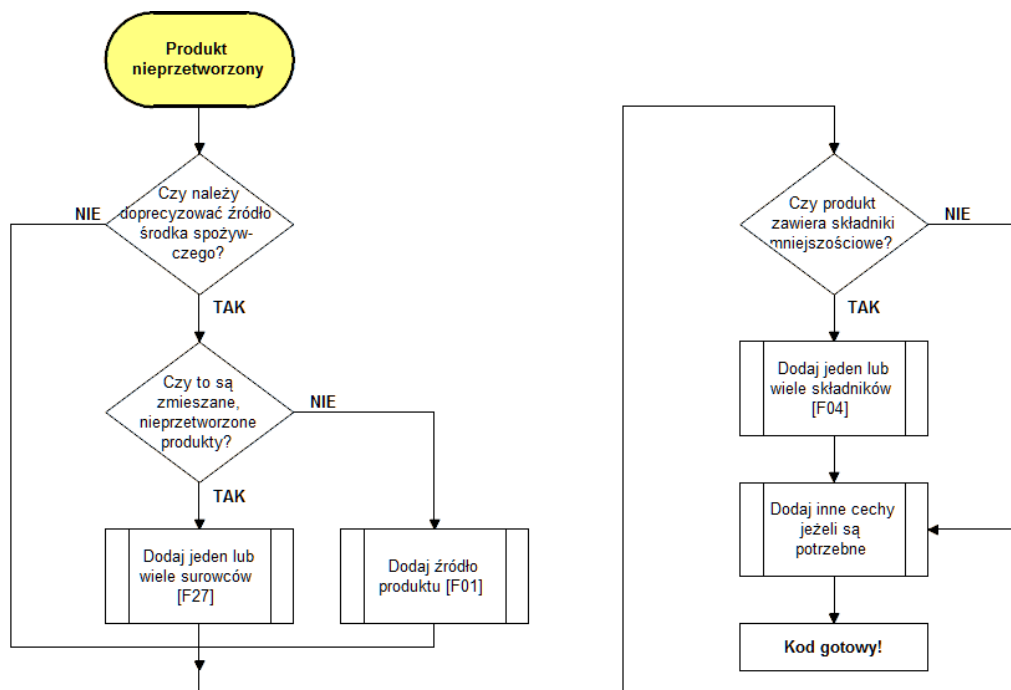 Produkt
nieprzetworzony
Czy należy
doprecyzować źródło
środka spożyw-
czego?
NIE
TAK
Czy to są
zmieszane,
nieprzetworzone
produkty?
NIE
TAK
Dodaj jeden lub
wiele surowców
[F27]
Dodaj źródło
produktu [F01]
Czy produkt
zawiera składniki
mniejszościowe?
NIE
TAK
Dodaj jeden lub
wiele składników
[F04]
Dodaj inne cechy
jeżeli są
potrzebne
Kod gotowy!